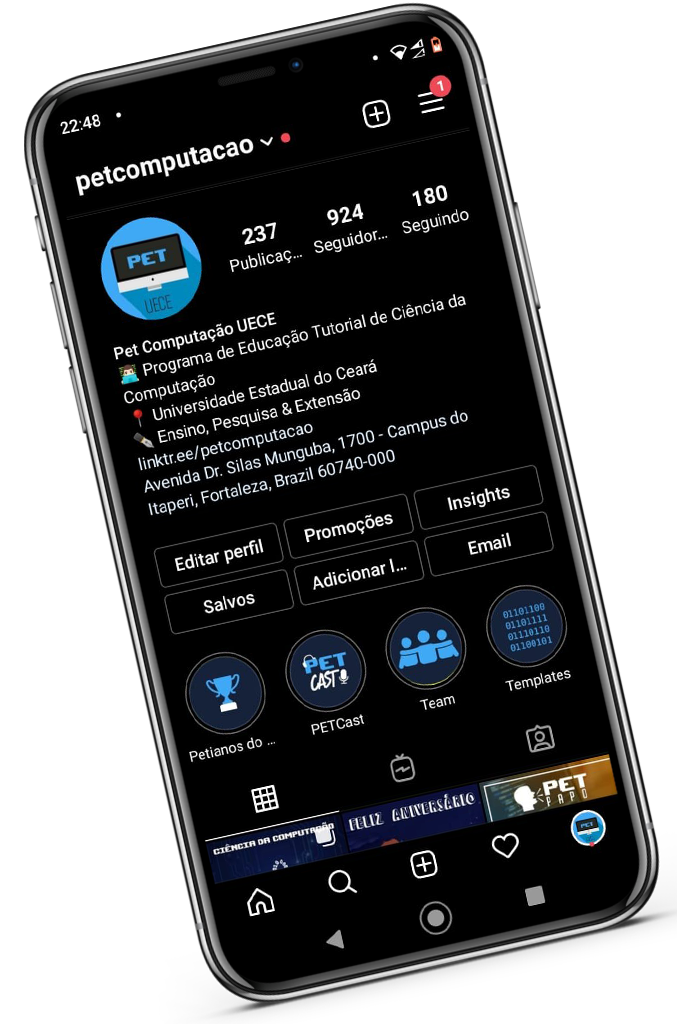 22:48
1
petcomputacao
237
924
180
Publicaç...
Seguidor...
Seguindo
PET
UECE
Pet Computação UECE
Programa de Educação Tutorial de Ciência da
Computação
Universidade Estadual do Ceará
Ensino, Pesquisa & Extensão
linktr.ee/petcomputacao
Avenida Dr. Silas Munguba, 1700 - Campus do
Itaperi, Fortaleza, Brazil 60740-000
Editar perfil
Promoções
Insights
Salvos
Adicionar I...
Email
PET
CAST
01101100
01101111
01110110
01100101
Petianos do ...
PETCast
Team
Templates
CIÊNCIA DA COMPUTAÇÃO
FELIZ ANIVERSÁRIO
PET
PAPO
PET